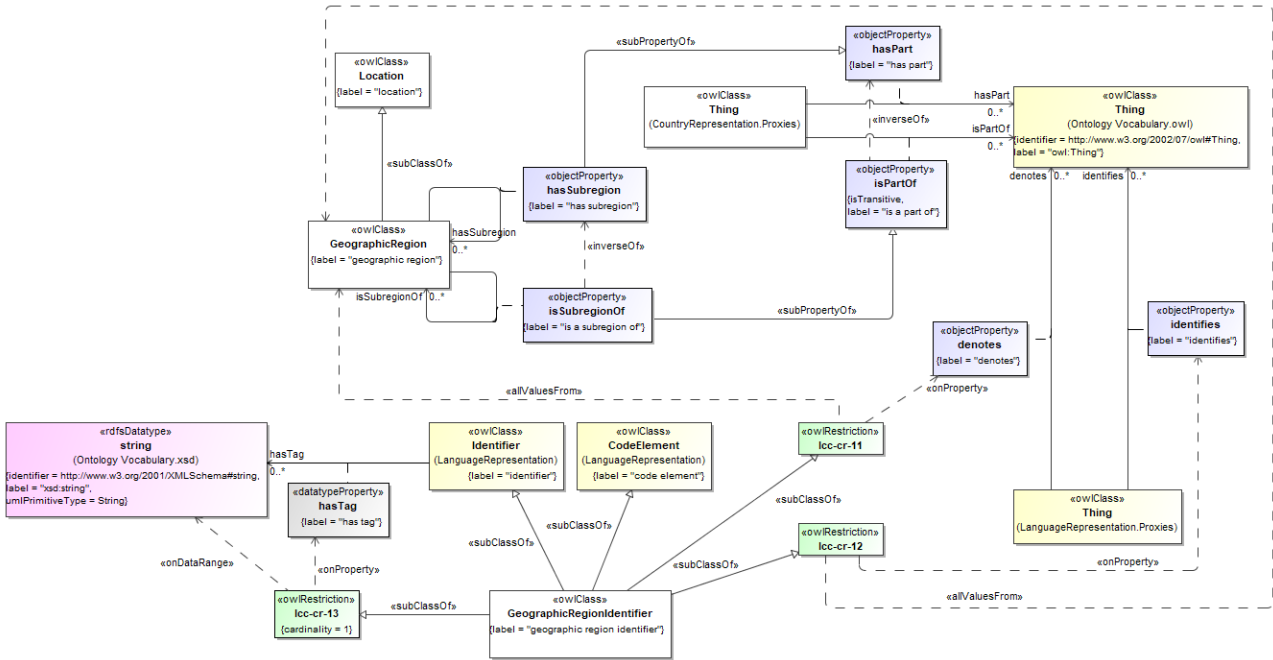 «objectProperty»
hasPart
{label = "has part"}
«subPropertyOf»
«owlClass»
Location
{label = "location"}
«owlClass»
Thing
(CountryRepresentation.Proxies)
hasPart
0..*
«inverseOf»
isPartOf
0..*
«owlClass»
Thing
(Ontology Vocabulary.owl)
{identifier = http://www.w3.org/2002/07/owl#Thing,
label = "owl:Thing"}
denotes
0..*
identifies
0..*
«subClassOf»
«objectProperty»
hasSubregion
{label = "has subregion"}
«objectProperty»
isPartOf
{isTransitive,
label = "is a part of"}
«owlClass»
GeographicRegion
{label = "geographic region"}
hasSubregion
0..*
«inverseOf»
isSubregionOf
0..*
«objectProperty»
isSubregionOf
{label = "is a subregion of"}
«subPropertyOf»
«objectProperty»
denotes
{label = "denotes"}
«objectProperty»
identifies
{label = "identifies"}
«allValuesFrom»
«onProperty»
«rdfsDatatype»
string
(Ontology Vocabulary.xsd)
{identifier = http://www.w3.org/2001/XMLSchema#string,
label = "xsd:string",
umlPrimitiveType = String}
hasTag
0..*
«owlClass»
Identifier
(LanguageRepresentation)
{label = "identifier"}
«owlClass»
CodeElement
(LanguageRepresentation)
{label = "code element"}
«owlRestriction»
lcc-cr-11
«datatypeProperty»
hasTag
{label = "has tag"}
«subClassOf»
«owlClass»
Thing
(LanguageRepresentation.Proxies)
«subClassOf»
«subClassOf»
«owlRestriction»
lcc-cr-12
«onProperty»
«onDataRange»
«onProperty»
«subClassOf»
«allValuesFrom»
«owlRestriction»
lcc-cr-13
{cardinality = 1}
«subClassOf»
«owlClass»
GeographicRegionIdentifier
{label = "geographic region identifier"}